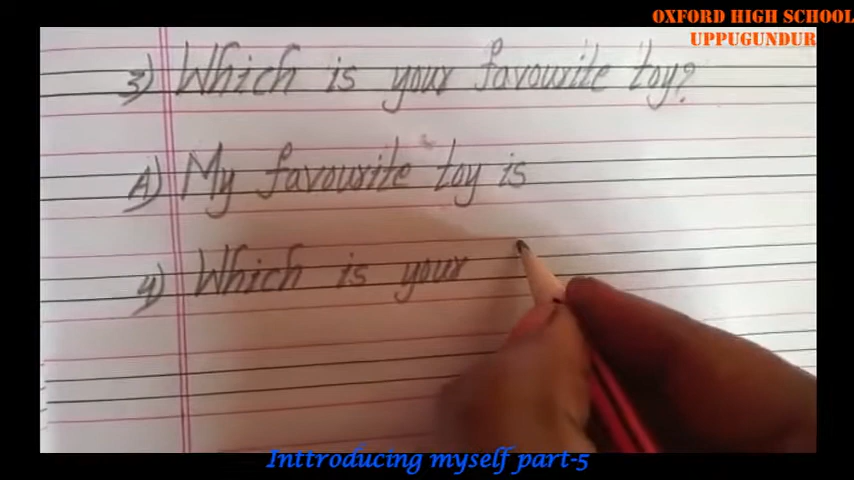 OXFORD HIGH SCHOOL
UPPUGUNDUR
3) Which is your favourite toy?
A) My favourite toy is
4) Which is your
Inttroducing myself part-5